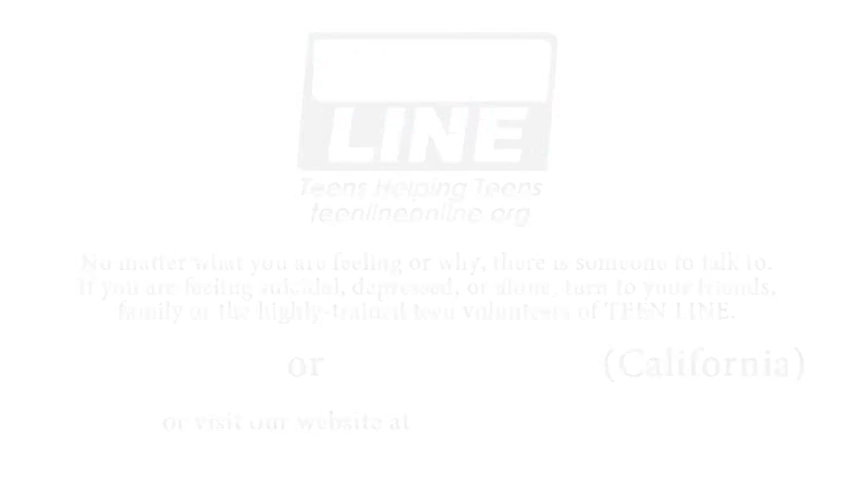 LINE
Teens Helping Teens
teenlineonline org
No matter what you are feeling or why, there is someone to talk to.
If you are feeling suicidal, depressed, or alone, turn to your friends,
family or the highly-trained teen volunteers of TEEN LINE.
or (California)
or visit our website at